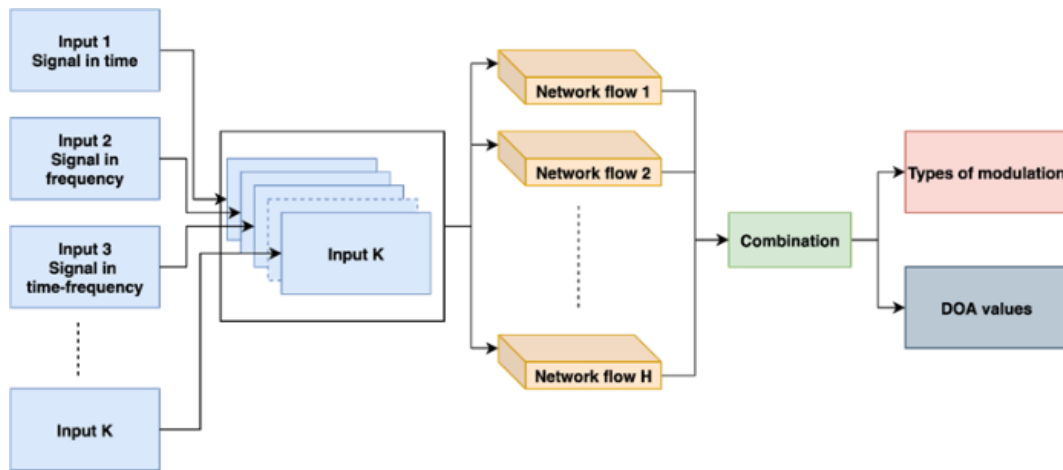 Input 1
Signal in time
Input 2
Signal in
frequency
Input 3
Signal in
time-frequency
Input K
Input K
Network flow 1
Network flow 2
Network flow H
Combination
Types of modulation
DOA values